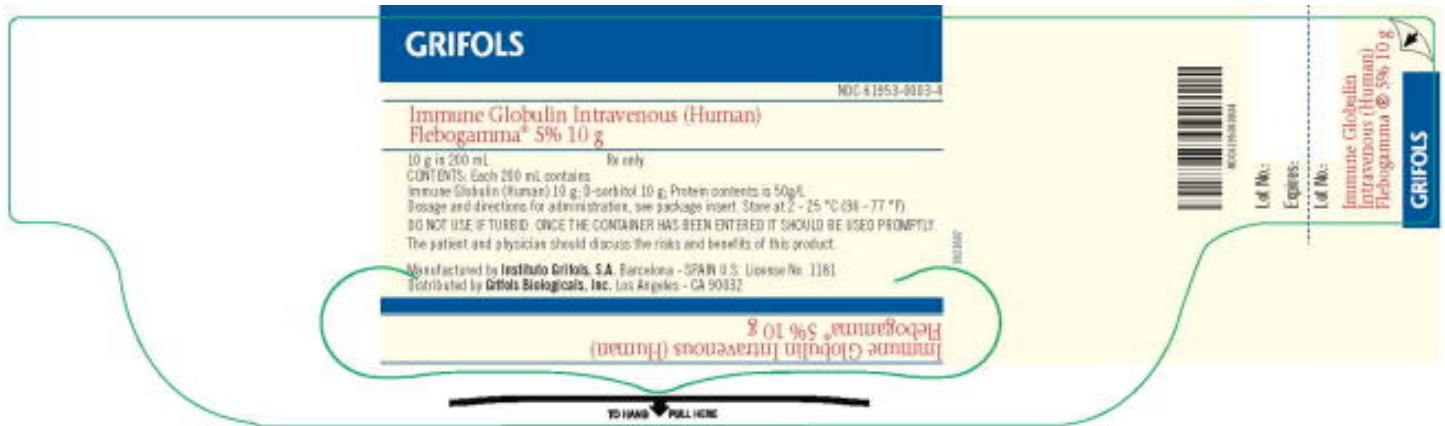 GRIFOLS
NDC 61953-0003-4
Immune Globulin Intravenous (Human)
Flebogamma® 5% 10 g
10 g in 200 mL Rx only
CONTENTS: Each 200 mL contains
Immune Globulin (Human) 10 g; D-sorbitol 10 g; Protein contents is 50g/L
Dosage and directions for administration, see package insert. Store at 2 - 25 °C (36 - 77 °F).
DO NOT USE IF TURBID. ONCE THE CONTAINER HAS BEEN ENTERED IT SHOULD BE USED PROMPTLY.
The patient and physician should discuss the risks and benefits of this product.
Manufactured by Instituto Grifols, S.A. Barcelona - SPAIN U.S. License No. 1181
Distributed by Grifols Biologicals, Inc. Los Angeles - CA 90032
Immune Globulin Intravenous (Human)
Flebogamma® 5% 10 g
TO HANG PULL HERE
Lot No.:
Expires:
Lot No.:
Immune Globulin
Intravenous (Human)
Flebogamma ® 5% 10 g
GRIFOLS